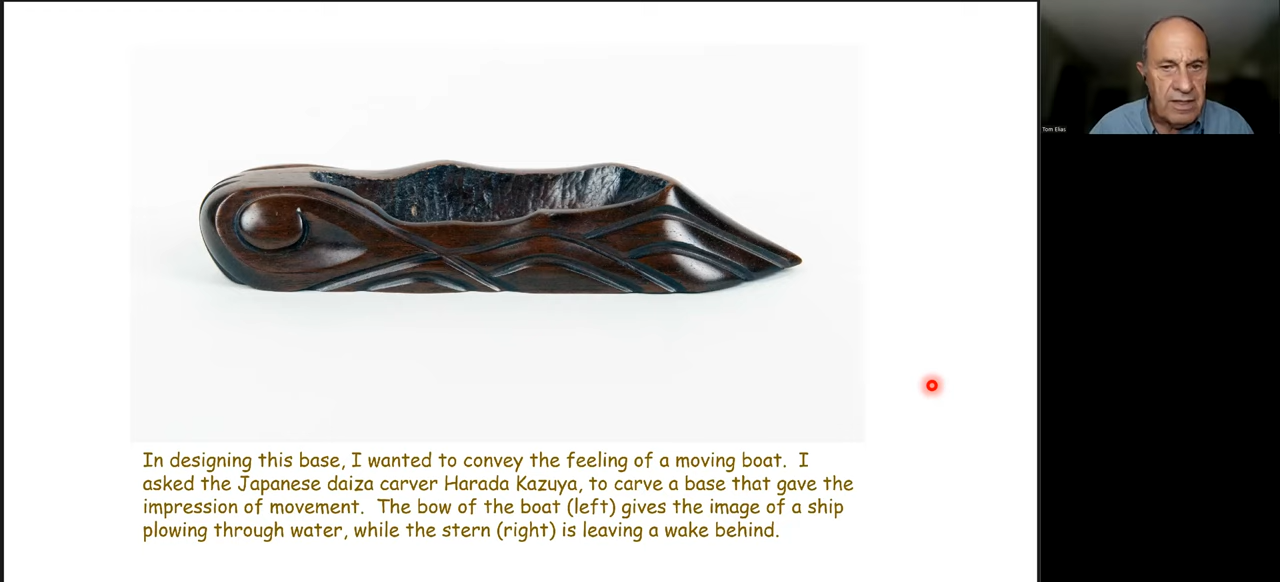 In designing this base, I wanted to convey the feeling of a moving boat.  I
asked the Japanese daiza carver Harada Kazuya, to carve a base that gave the
impression of movement.  The bow of the boat (left) gives the image of a ship
plowing through water, while the stern (right) is leaving a wake behind.
Tom Elias